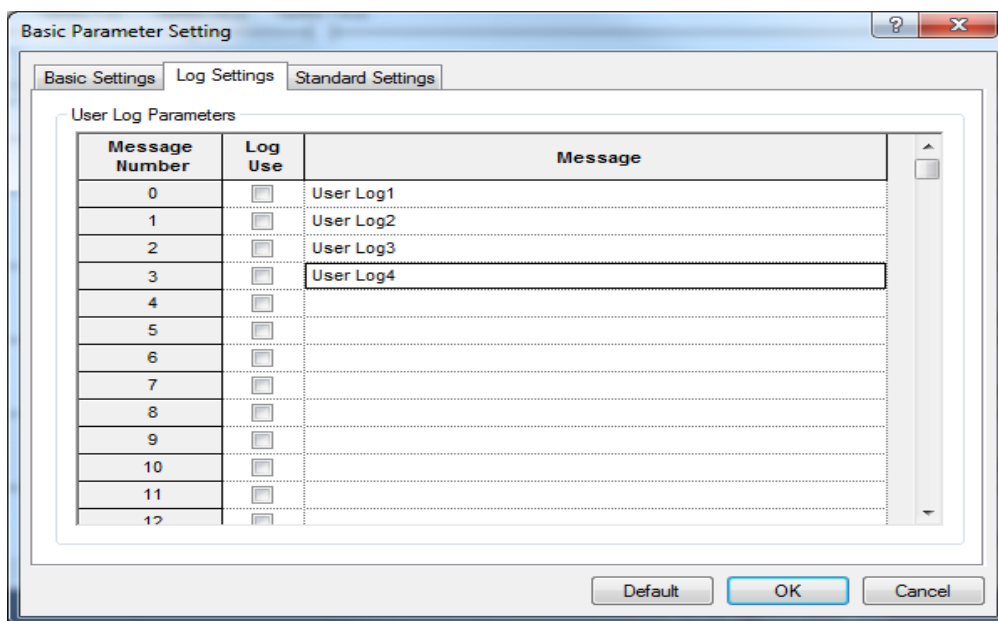 Basic Parameter Setting
Basic Settings Log Settings Standard Settings
User Log Parameters
Message Number Log Use Message
0 User Log1
1 User Log2
2 User Log3
3 User Log4
4
5
6
7
8
9
10
11
12
Default OK Cancel